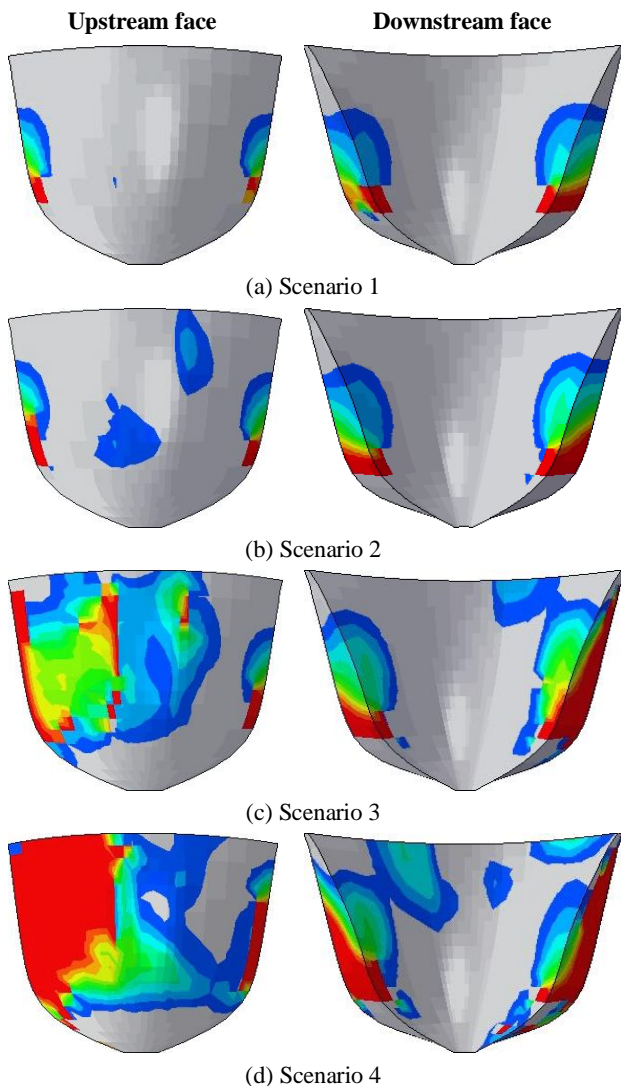 Upstream face Downstream face
(a) Scenario 1
(b) Scenario 2
(c) Scenario 3
(d) Scenario 4